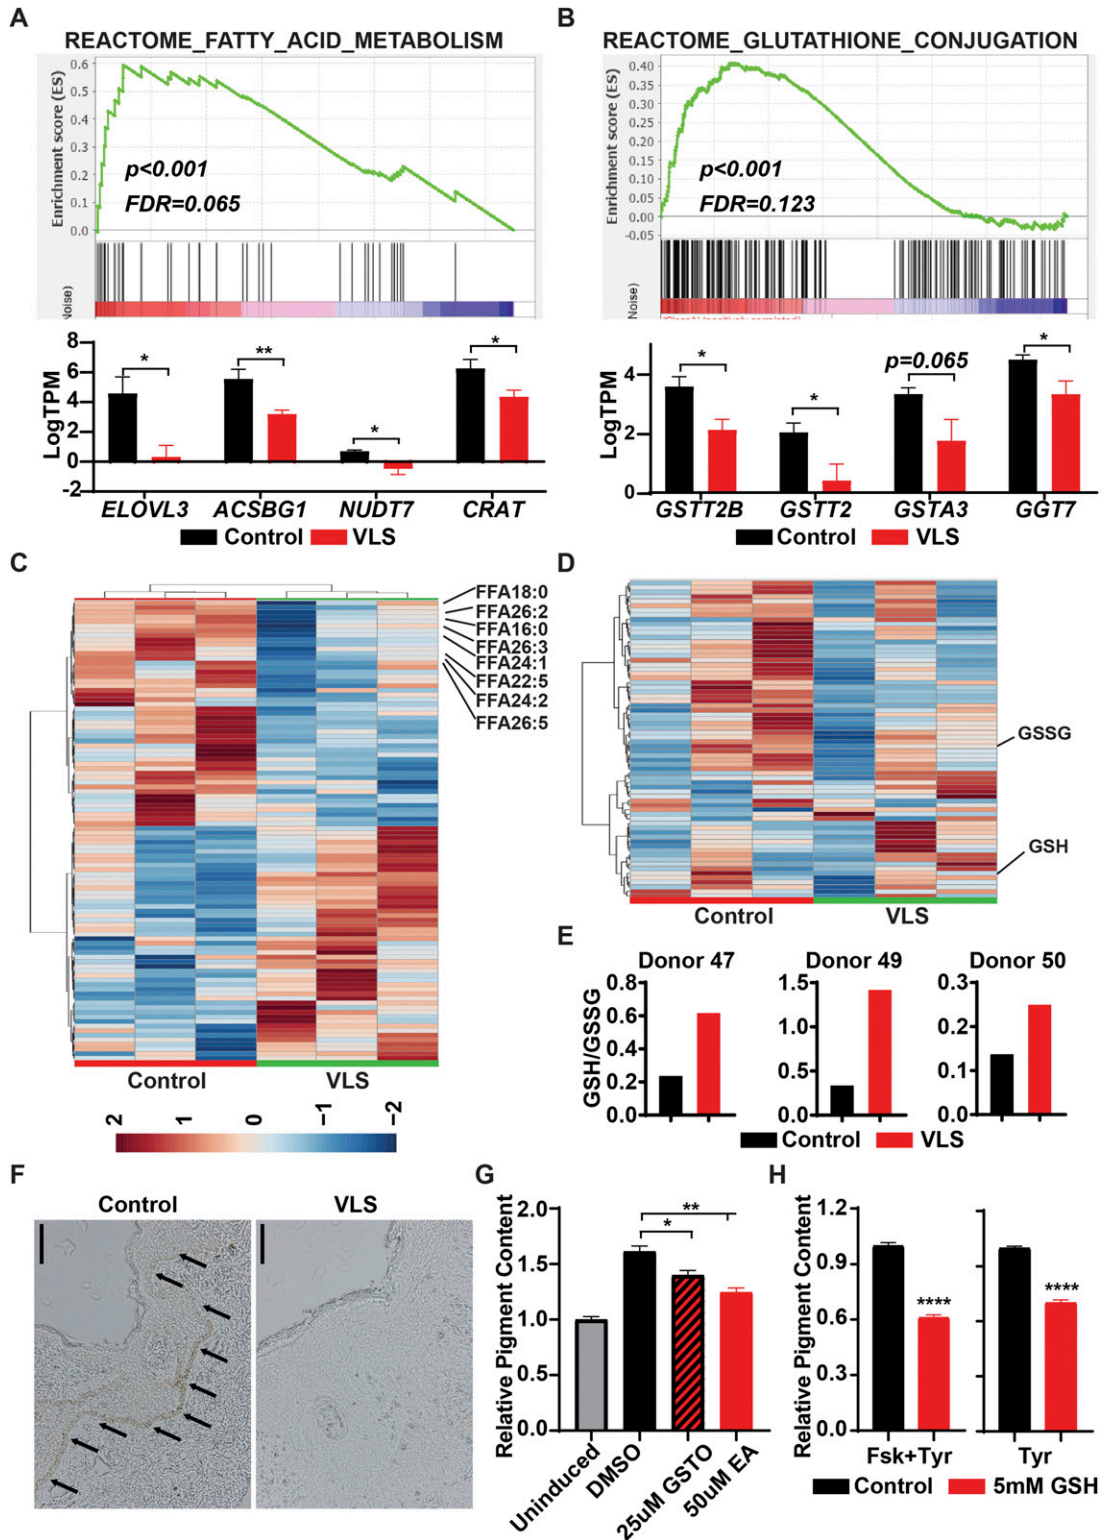 A
REACTOME_FATTY_ACID_METABOLISM
Enrichment score (ES)
0.6
0.5
0.4
0.3
0.2
0.1
0.0
p<0.001
FDR=0.065
Noise)
LogTPM
8
6
4
2
0
-2
*
**
*
*
ELOVL3 ACSBG1 NUDT7 CRAT
Control VLS
B
REACTOME_GLUTATHIONE_CONJUGATION
Enrichment score (ES)
0.40
0.35
0.30
0.25
0.20
0.15
0.10
0.05
0.00
-0.05
p<0.001
FDR=0.123
Noise)
LogTPM
4
2
0
*
*
p=0.065
*
GSTT2B GSTT2 GSTA3 GGT7
Control VLS
C
FFA18:0
FFA26:2
FFA16:0
FFA26:3
FFA24:1
FFA22:5
FFA24:2
FFA26:5
Control VLS
2 1 0 −1 −2
D
GSSG
GSH
Control VLS
E
Donor 47 Donor 49 Donor 50
GSH/GSSG
0.8
0.6
0.4
0.2
0.0
1.5
1.0
0.5
0.0
0.3
0.2
0.1
0.0
Control VLS
F
Control VLS
G
Relative Pigment Content
2.0
1.5
1.0
0.5
0.0
**
*
Uninduced
DMSO
25uM GSTO
50uM EA
H
Relative Pigment Content
1.2
0.9
0.6
0.3
0.0
****
****
Fsk+Tyr Tyr
Control 5mM GSH